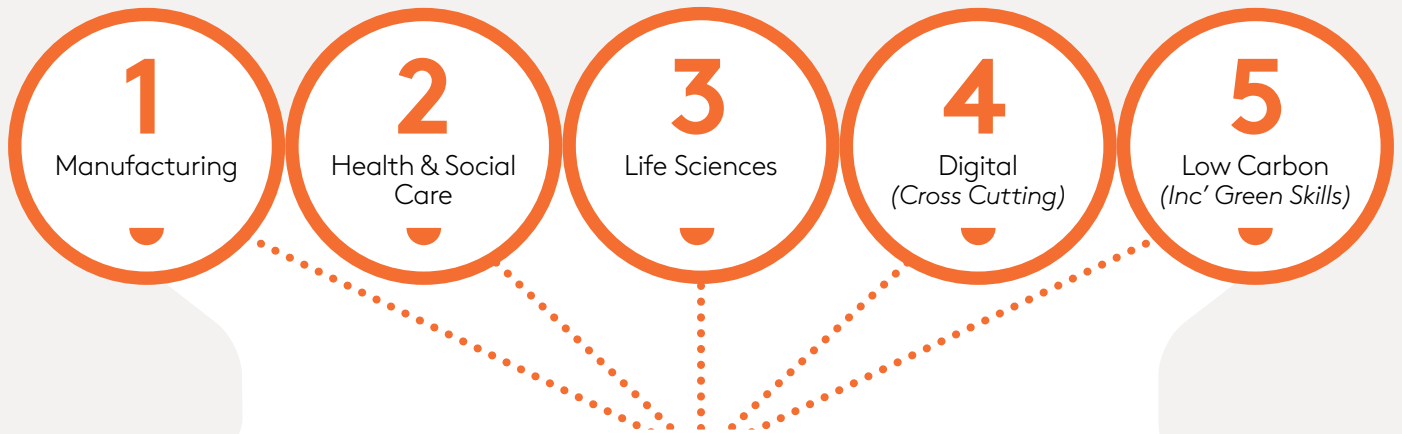 1
Manufacturing
2
Health & Social
Care
3
Life Sciences
4
Digital
(Cross Cutting)
5
Low Carbon
(Inc’ Green Skills)